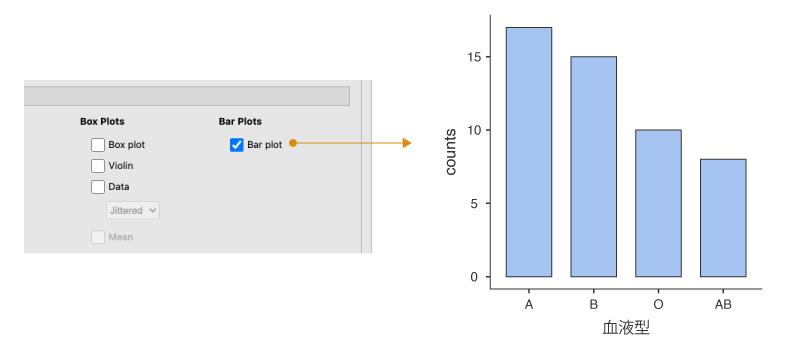 Box Plots
Box plot
Violin
Data
Jittered
Mean
Bar Plots
Bar plot
counts
15
10
5
0
A B O AB
血液型